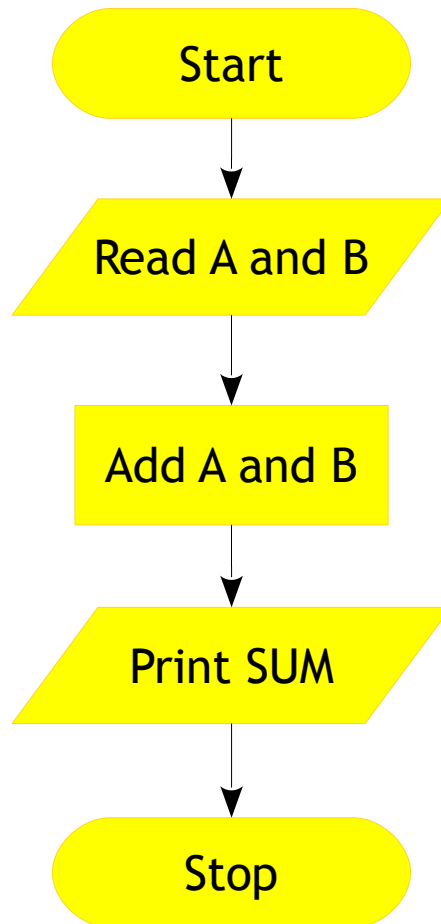 Start
Read A and B
Add A and B
Print SUM
Stop